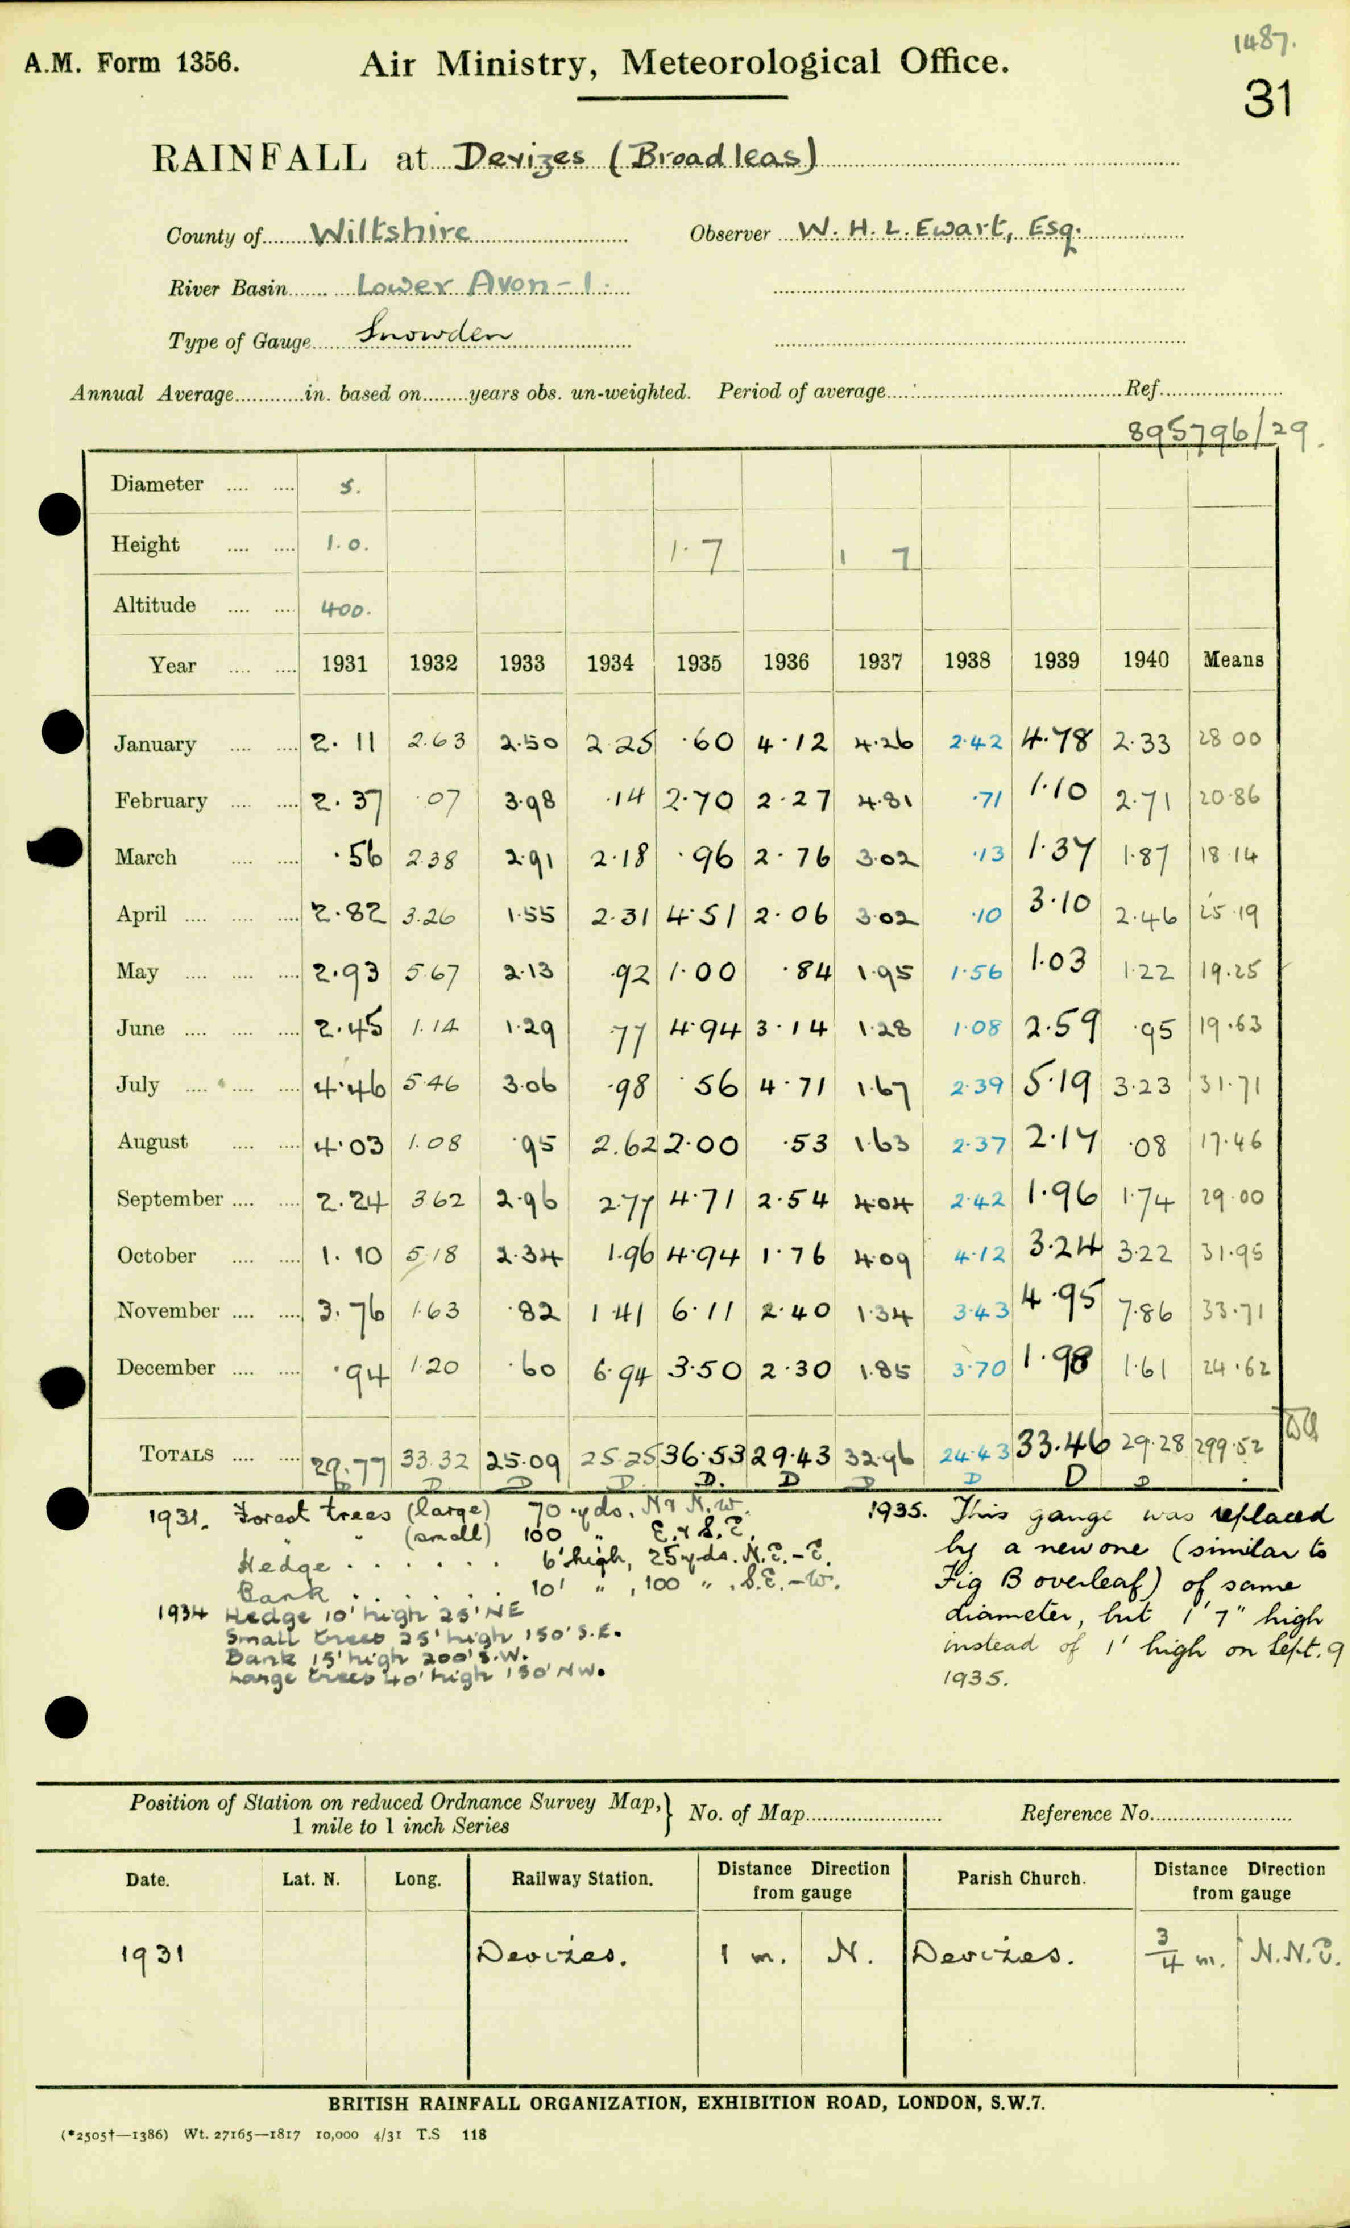 1487.
A.M. Form 1356. Air Ministry, Meteorological Office.
31
RAINFALL at Devizes (Broadleas)
County of Wiltshire Observer W. H. L. Ewart, Esq.
River Basin Lower Avon - 1.
Type of Gauge Snowden
Annual Average in. based on years obs. un-weighted. Period of average Ref.
895796/29.
Diameter 5.
Height 1.0. 1.7 1 7
Altitude 400.
Year 1931 1932 1933 1934 1935 1936 1937 1938 1939 1940 Means
January 2.11 2.63 2.50 2.25 .60 4.12 4.26 2.42 4.78 2.33 28.00
February 2.37 .07 3.98 .14 2.70 2.27 4.81 .71 1.10 2.71 20.86
March .56 2.38 2.91 2.18 .96 2.76 3.02 .13 1.37 1.87 18.14
April 2.82 3.26 1.55 2.31 4.51 2.06 3.02 .10 3.10 2.46 25.19
May 2.93 5.67 2.13 .92 1.00 .84 1.95 1.56 1.03 1.22 19.25
June 2.45 1.14 1.29 .77 4.94 3.14 1.28 1.08 2.59 .95 19.63
July 4.46 5.46 3.06 .98 .56 4.71 1.67 2.39 5.19 3.23 31.71
August 4.03 1.08 .95 2.62 2.00 .53 1.63 2.37 2.17 .08 17.46
September 2.24 3.62 2.96 2.77 4.71 2.54 4.04 2.42 1.96 1.74 29.00
October 1.10 5.18 2.34 1.96 4.94 1.76 4.09 4.12 3.24 3.22 31.95
November 3.76 1.63 .82 1.41 6.11 2.40 1.34 3.43 4.95 7.86 33.71
December .94 1.20 .60 6.94 3.50 2.30 1.85 3.70 1.98 1.61 24.62
TOTALS 29.77 33.32 25.09 25.25 36.53 29.43 32.96 24.43 33.46 29.28 299.52
D D D D D. D D D D D
1931. Forest trees (large) 70 yds. N & N.W.
" " (small) 100 " E. & S.E.
Hedge . . . . . . 6' high, 25 yds. N.E. - E.
Bank . . . . . . 10' " , 100 " . S.E. - W.
1934 Hedge 10' high 25' NE
Small trees 25' high 150' S.E.
Bank 15' high 200' S.W.
Large trees 40' high 150' NW.
1935. This gauge was replaced
by a new one (similar to
Fig B overleaf) of same
diameter, but 1' 7" high
instead of 1' high on Sept. 9
1935.
Position of Station on reduced Ordnance Survey Map, } No. of Map Reference No.
1 mile to 1 inch Series
Date. Lat. N. Long. Railway Station. Distance Direction from gauge Parish Church. Distance Direction from gauge
1931 Devizes. 1 m. N. Devizes. 3/4 m. N.N.E.
BRITISH RAINFALL ORGANIZATION, EXHIBITION ROAD, LONDON, S.W.7.
(*2505†—1386) Wt. 27165—1817 10,000 4/31 T.S 118